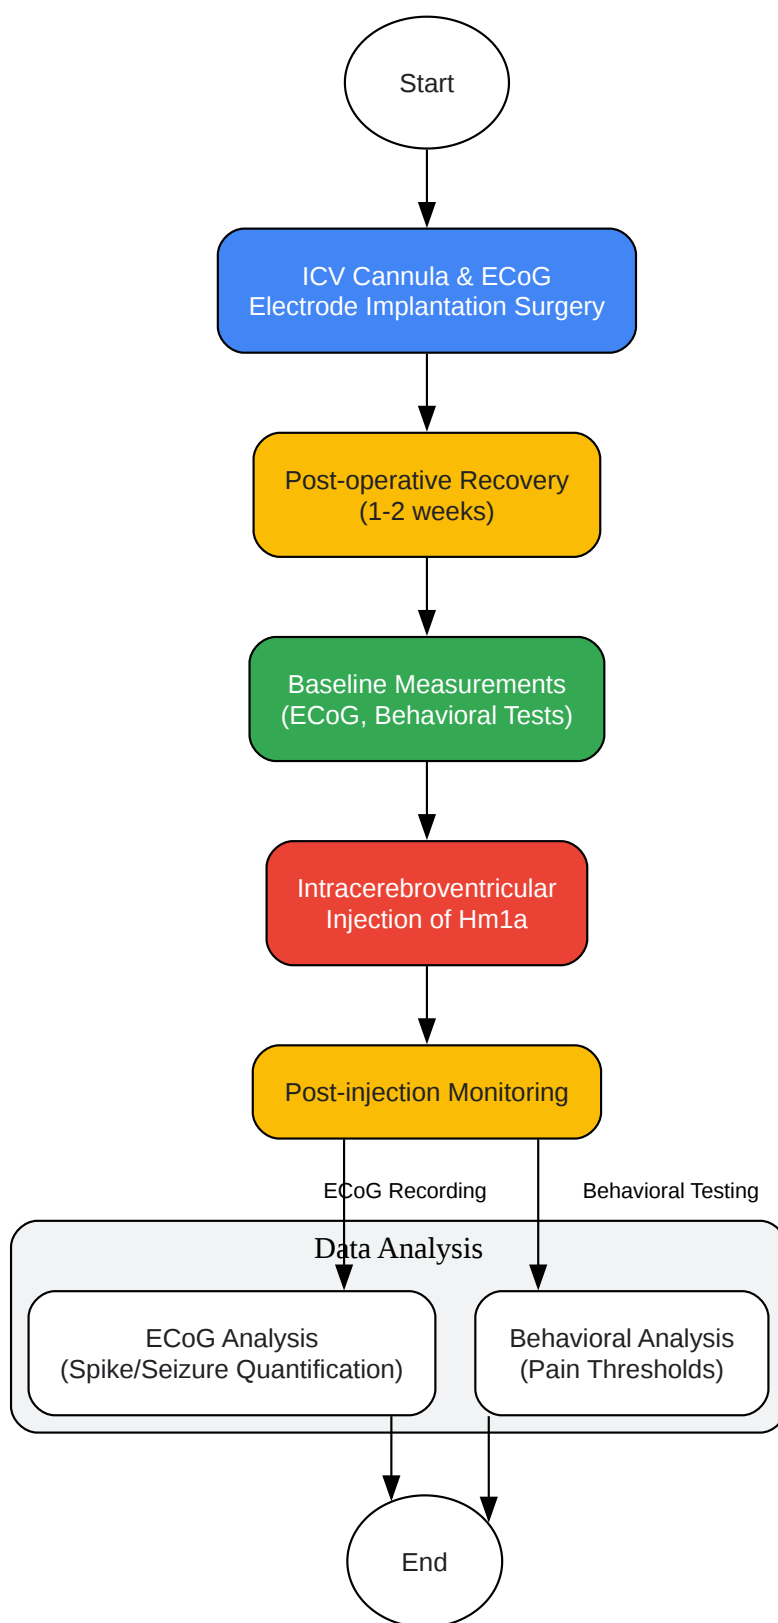 Start
ICV Cannula & ECoG
Electrode Implantation Surgery
Post-operative Recovery
(1-2 weeks)
Baseline Measurements
(ECoG, Behavioral Tests)
Intracerebroventricular
Injection of Hm1a
Post-injection Monitoring
ECoG Recording
Behavioral Testing
Data Analysis
ECoG Analysis
(Spike/Seizure Quantification)
Behavioral Analysis
(Pain Thresholds)
End